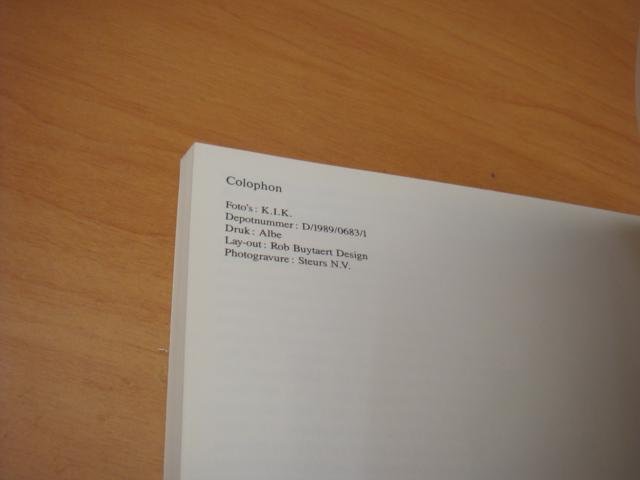 Colophon
Foto's : K.I.K.
Depotnummer : D/1989/0683/1
Druk : Albe
Lay-out : Rob Buytaert Design
Photogravure : Steurs N.V.